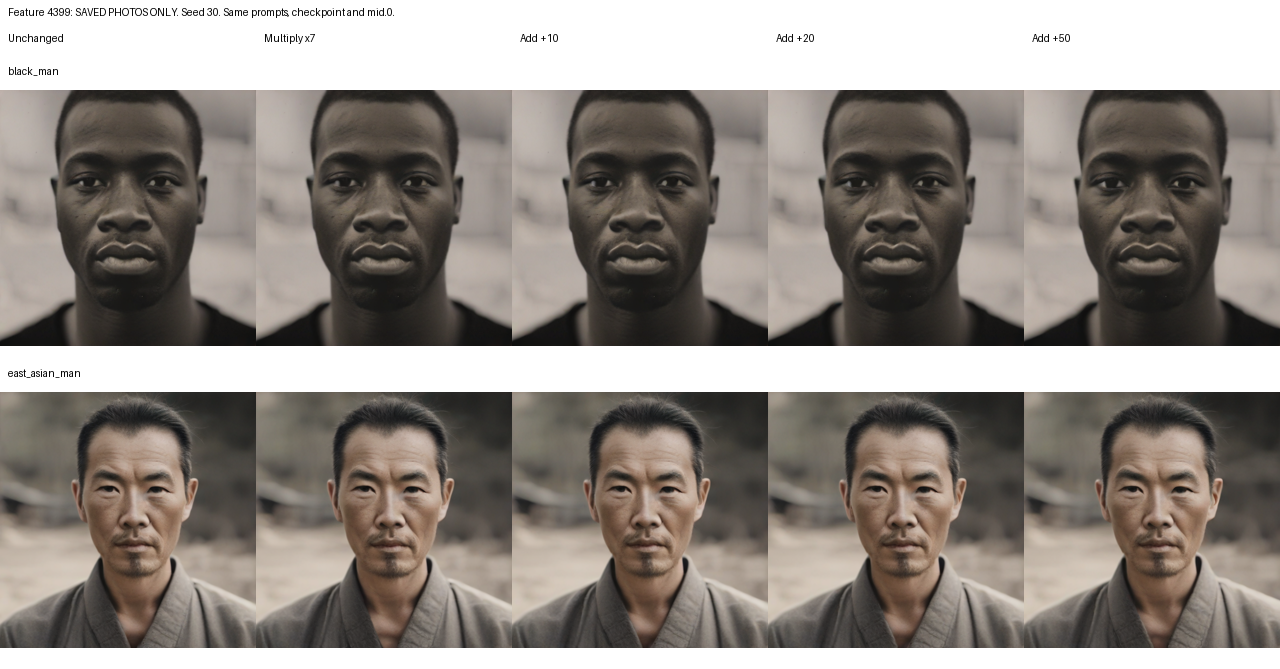 Feature 4399: SAVED PHOTOS ONLY. Seed 30. Same prompts, checkpoint and mid.0.
Unchanged Multiply x7 Add +10 Add +20 Add +50
black_man
east_asian_man